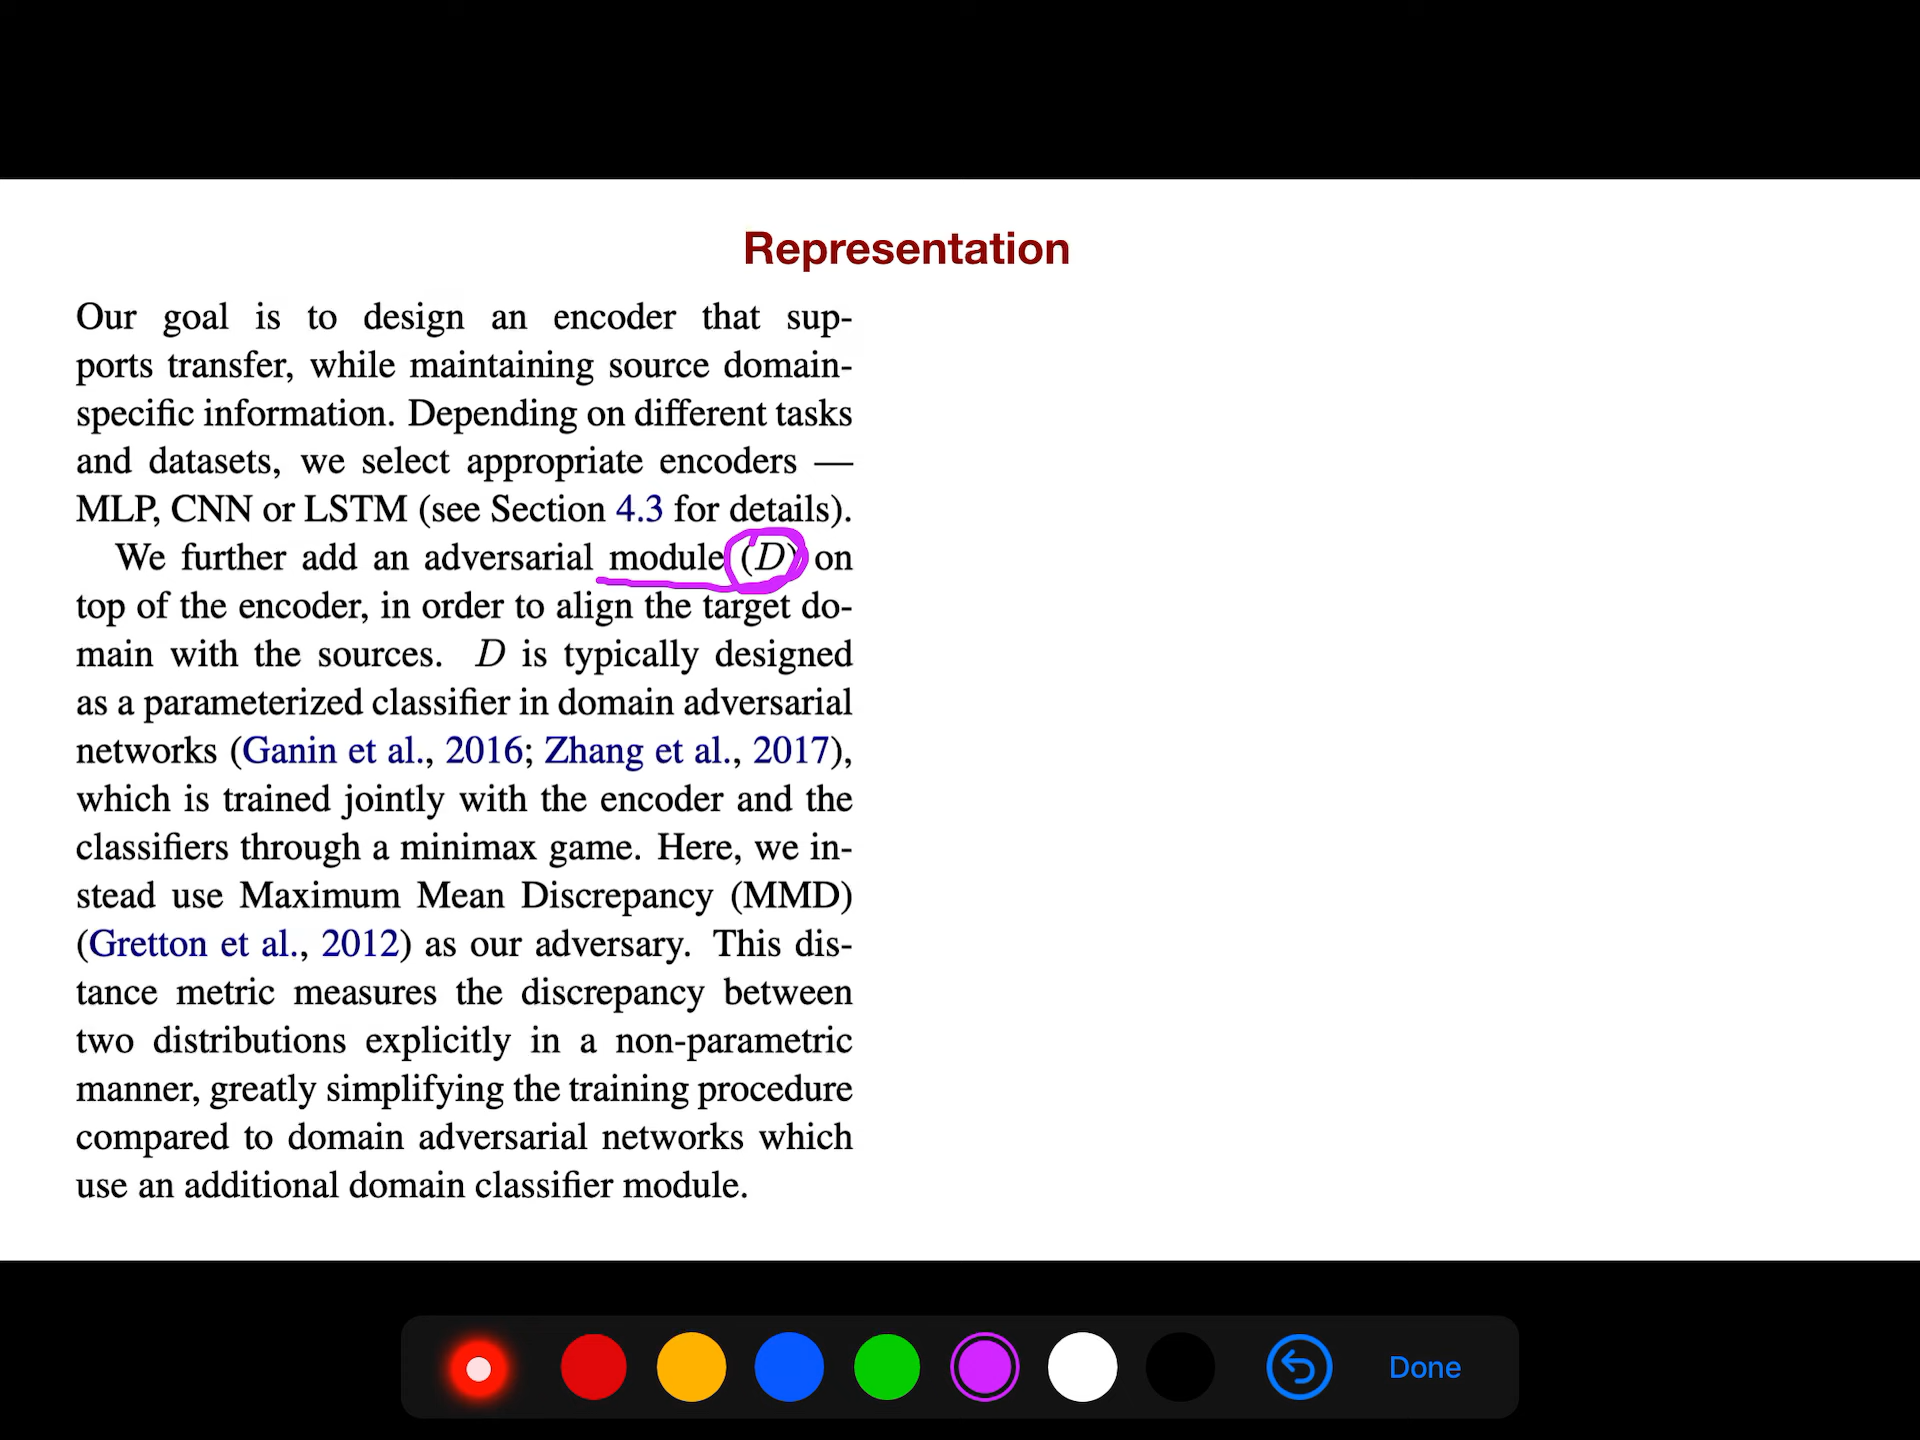 Representation
Our goal is to design an encoder that sup-
ports transfer, while maintaining source domain-
specific information. Depending on different tasks
and datasets, we select appropriate encoders —
MLP, CNN or LSTM (see Section 4.3 for details).
We further add an adversarial module (D) on
top of the encoder, in order to align the target do-
main with the sources. D is typically designed
as a parameterized classifier in domain adversarial
networks (Ganin et al., 2016; Zhang et al., 2017),
which is trained jointly with the encoder and the
classifiers through a minimax game. Here, we in-
stead use Maximum Mean Discrepancy (MMD)
(Gretton et al., 2012) as our adversary. This dis-
tance metric measures the discrepancy between
two distributions explicitly in a non-parametric
manner, greatly simplifying the training procedure
compared to domain adversarial networks which
use an additional domain classifier module.
Done